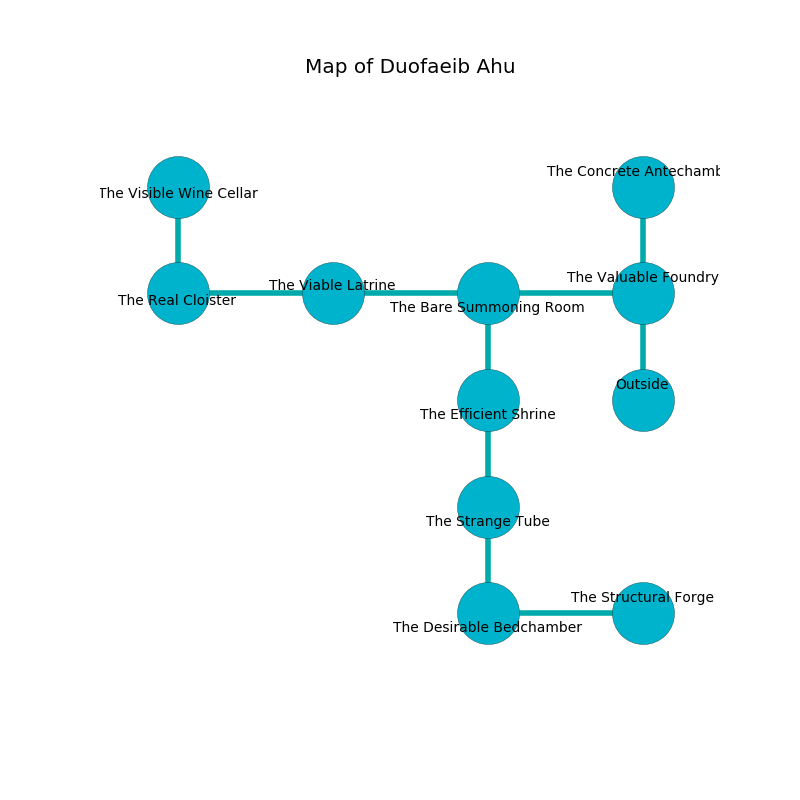 Map of Duofaeib Ahu
The Concrete
The Visible Wine Cellar
The Valuable Foundry
The Viable Latrine
The Real Cloister
The Bare Summoning Room
Outside
The Efficient Shrine
The Strange Tube
The Structural Forge
The Desirable Bedchamber